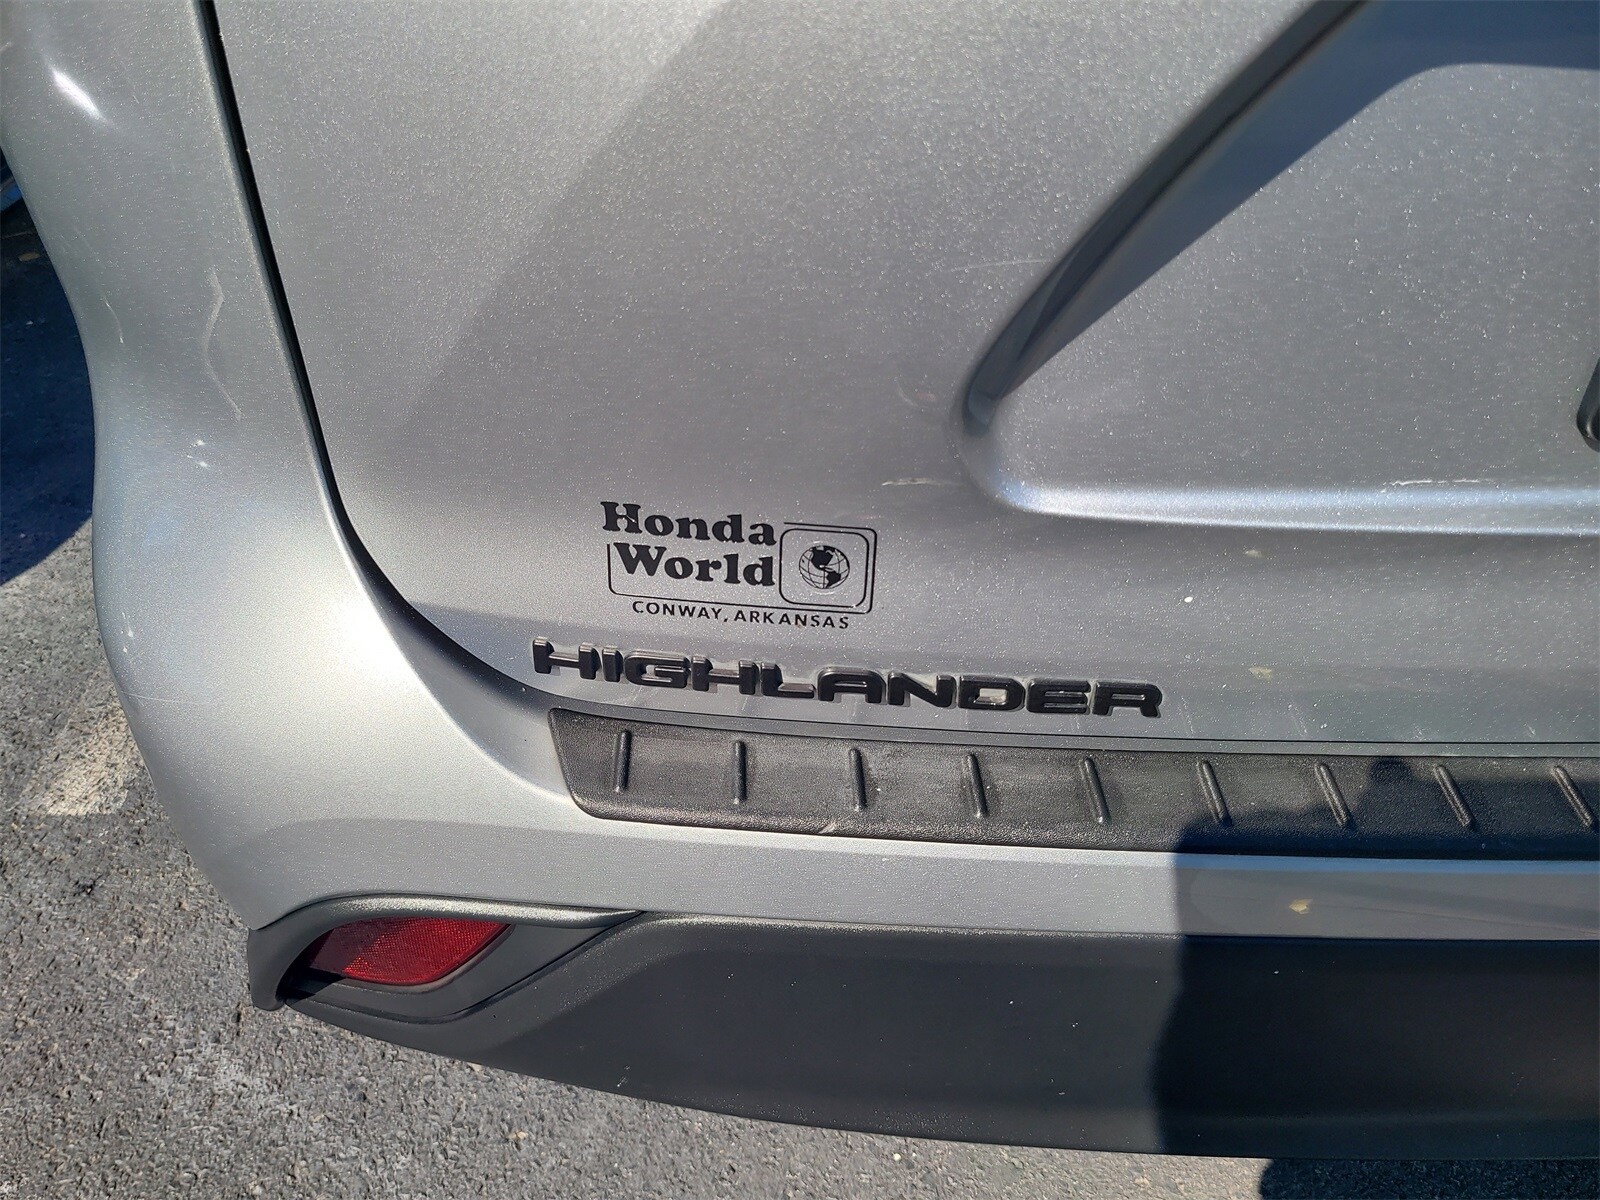 Honda
World
CONWAY, ARKANSAS
HIGHLANDER